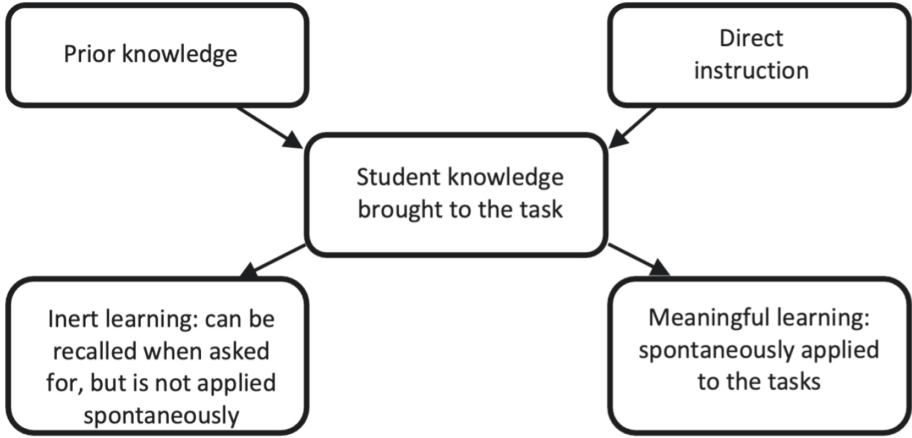 Prior knowledge
Direct
instruction
Student knowledge
brought to the task
Inert learning: can be
recalled when asked
for, but is not applied
spontaneously
Meaningful learning:
spontaneously applied
to the tasks